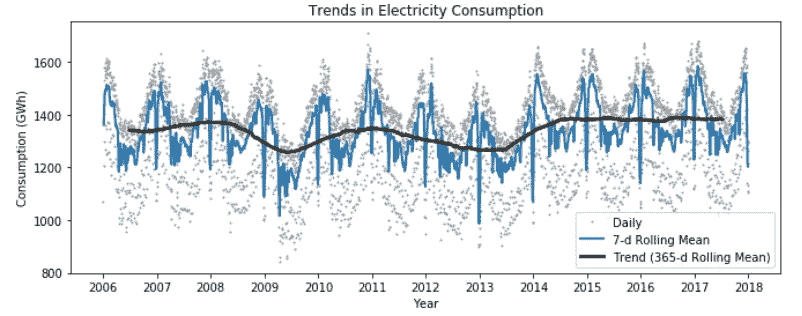 Trends in Electricity Consumption
Consumption (GWh)
1600
1400
1200
1000
800
Daily
7-d Rolling Mean
Trend (365-d Rolling Mean)
2006 2007 2008 2009 2010 2011 2012 2013 2014 2015 2016 2017 2018
Year